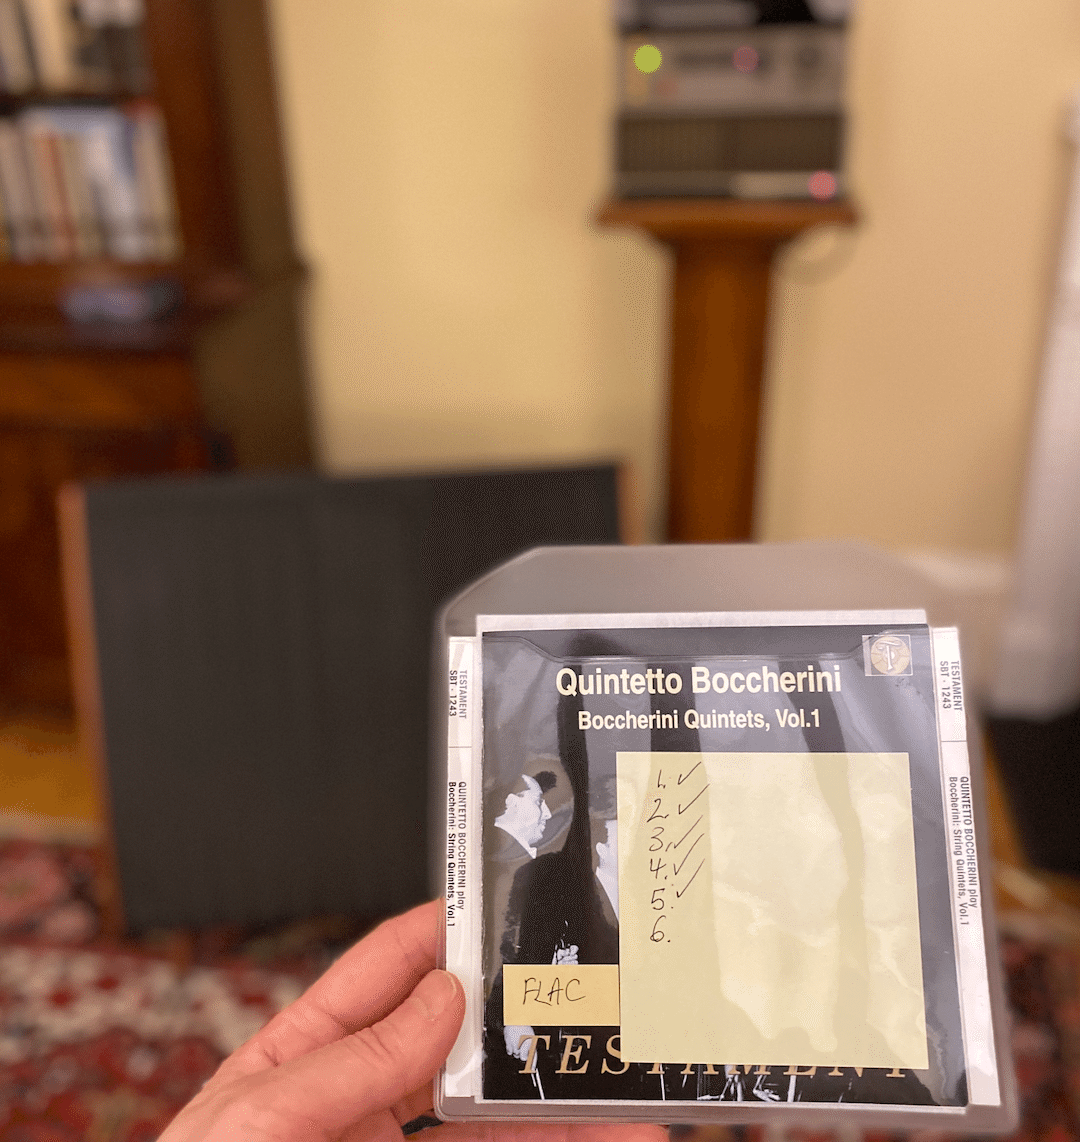 Quintetto Boccherini
Boccherini Quintets, Vol.1
TESTAMENT
SBT · 1243
QUINTETTO BOCCHERINI play
Boccherini: String Quintets, Vol.1
1. ✓
2. ✓
3. ✓
4. ✓
5. ✓
6.
FLAC
TESTAMENT
TESTAMENT
SBT · 1243
QUINTETTO BOCCHERINI play
Boccherini: String Quintets, Vol.1